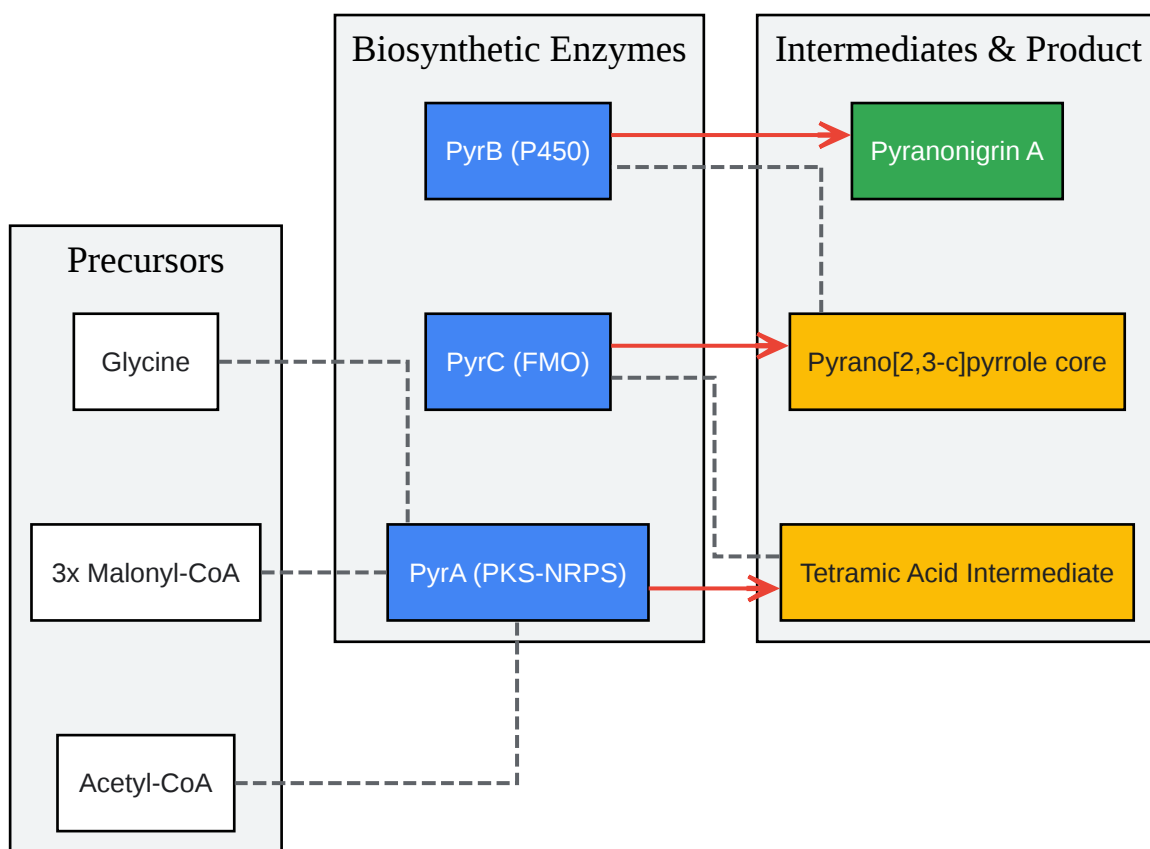 Biosynthetic Enzymes
Intermediates & Product
PyrB (P450)
Pyranonigrin A
Precursors
Glycine
PyrC (FMO)
Pyrano[2,3-c]pyrrole core
3x Malonyl-CoA
PyrA (PKS-NRPS)
Tetramic Acid Intermediate
Acetyl-CoA